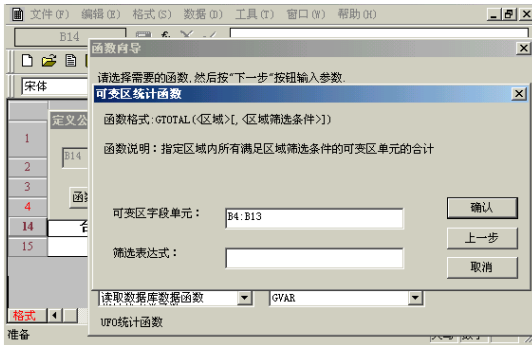 文件(F) 编辑(E) 格式(S) 数据(D) 工具(T) 窗口(W) 帮助(H)
B14
函数向导
请选择需要的函数,然后按"下一步"按钮输入参数.
宋体
可变区统计函数
定义公
函数格式:GTOTAL(<区域>[,<区域筛选条件>])
1
函数说明：指定区域内所有满足区域筛选条件的可变区单元的合计
B14
2
3
函
4
可变区字段单元：
B4:B13
确认
14
上一步
15
筛选表达式：
取消
读取数据库数据函数
GVAR
格式
UFO统计函数
准备